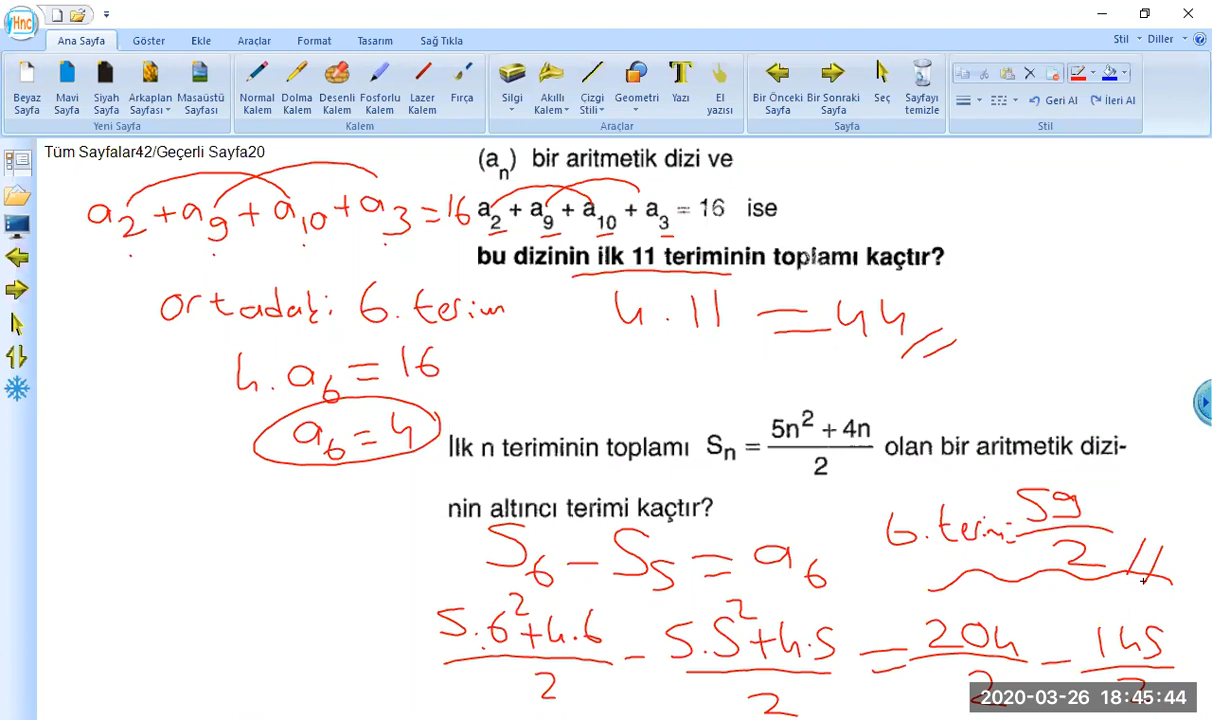 Hnc
Ana Sayfa Göster Ekle Araçlar Format Tasarım Sağ Tıkla Stil Diller
Beyaz Sayfa Mavi Sayfa Siyah Sayfa Arkaplan Sayfası Masaüstü Sayfası Normal Kalem Dolma Kalem Desenli Kalem Fosforlu Kalem Lazer Kalem Fırça Silgi Akıllı Kalem Çizgi Stili Geometri Yazı El yazısı Bir Önceki Sayfa Bir Sonraki Sayfa Seç Sayfayı temizle Geri Al İleri Al
Yeni Sayfa Kalem Araçlar Sayfa Stil
Tüm Sayfalar42/Geçerli Sayfa20
(aₙ) bir aritmetik dizi ve
a₂ + a₉ + a₁₀ + a₃ = 16
a₂ + a₉ + a₁₀ + a₃ = 16 ise
bu dizinin ilk 11 teriminin toplamı kaçtır?
ortadaki 6. terim
4 . 11 = 44
4 . a₆ = 16
a₆ = 4
İlk n teriminin toplamı Sₙ = (5n² + 4n)/2 olan bir aritmetik dizi-
nin altıncı terimi kaçtır?
6. terim = 59/2
S₆ - S₅ = a₆
(5.6² + 4.6)/2 - (5.5² + 4.5)/2 = 204/2 - 145/2
2020-03-26 18:45:44